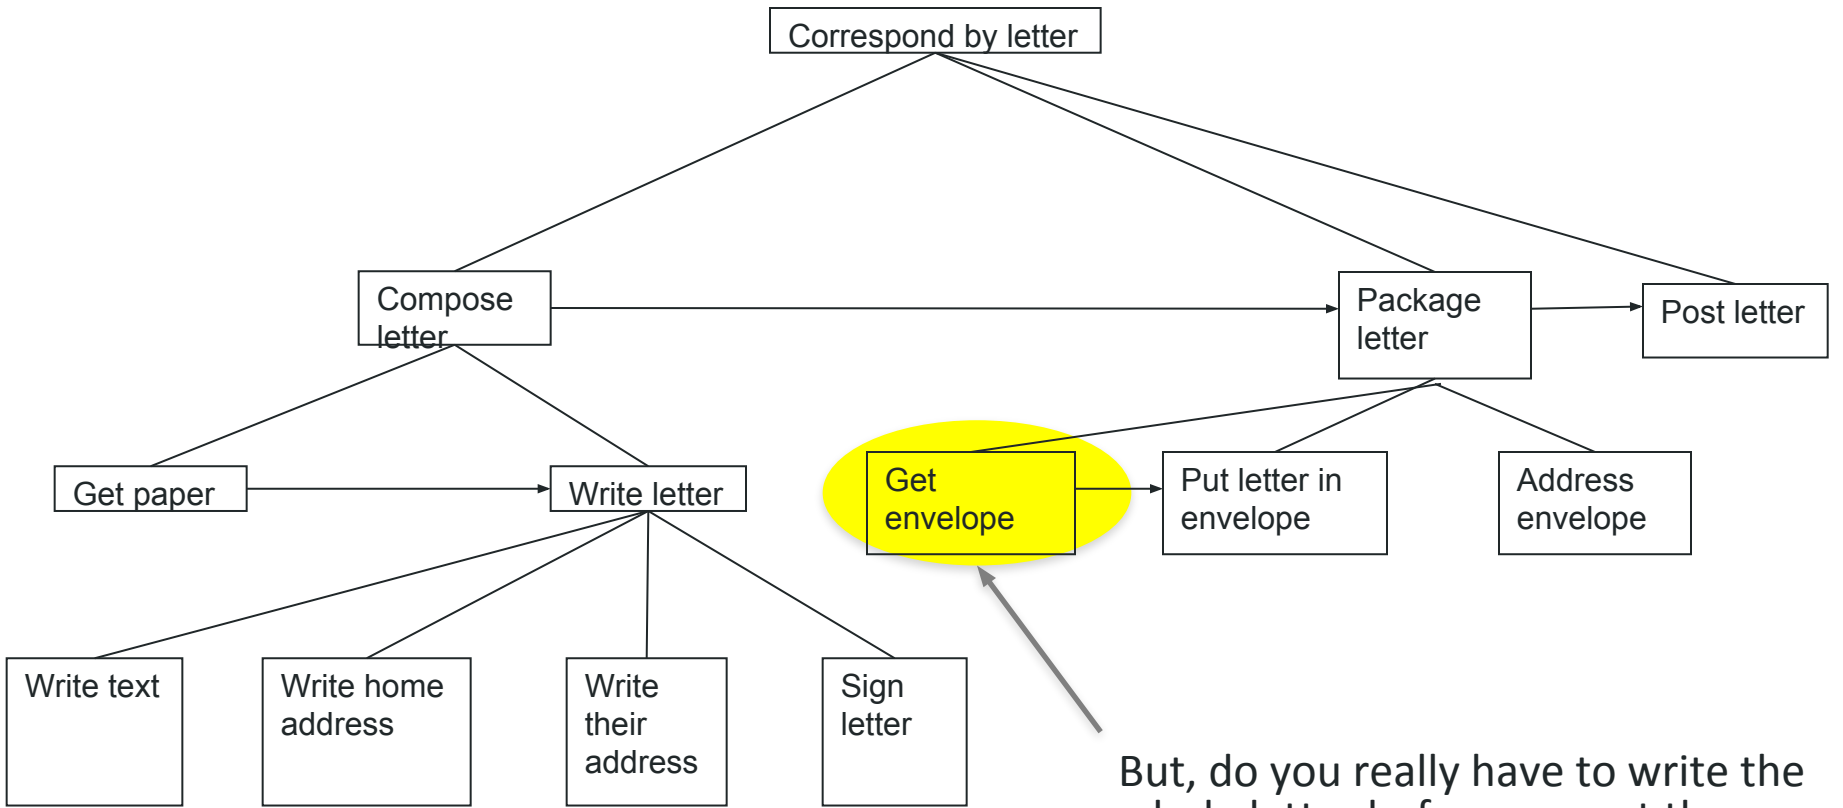 Correspond by letter
Compose
letter
Package
letter
Post letter
Get paper
Write letter
Get
envelope
Put letter in
envelope
Address
envelope
Write text
Write home
address
Write
their
address
Sign
letter
But, do you really have to write the